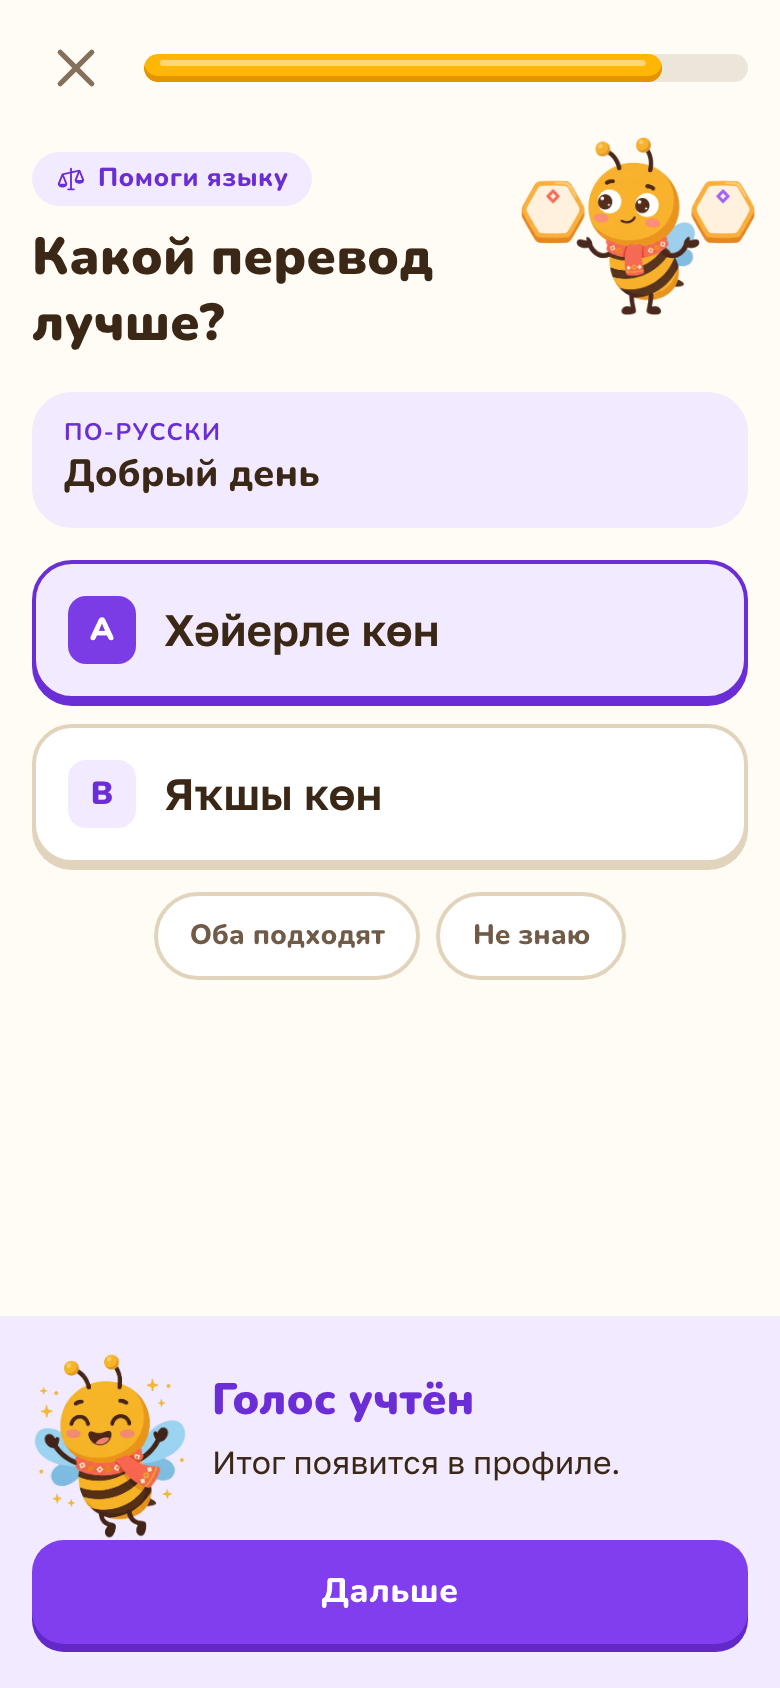 Помоги языку
Какой перевод
лучше?
ПО-РУССКИ
Добрый день
A
Хәйерле көн
B
Яҡшы көн
Оба подходят
Не знаю
Голос учтён
Итог появится в профиле.
Дальше